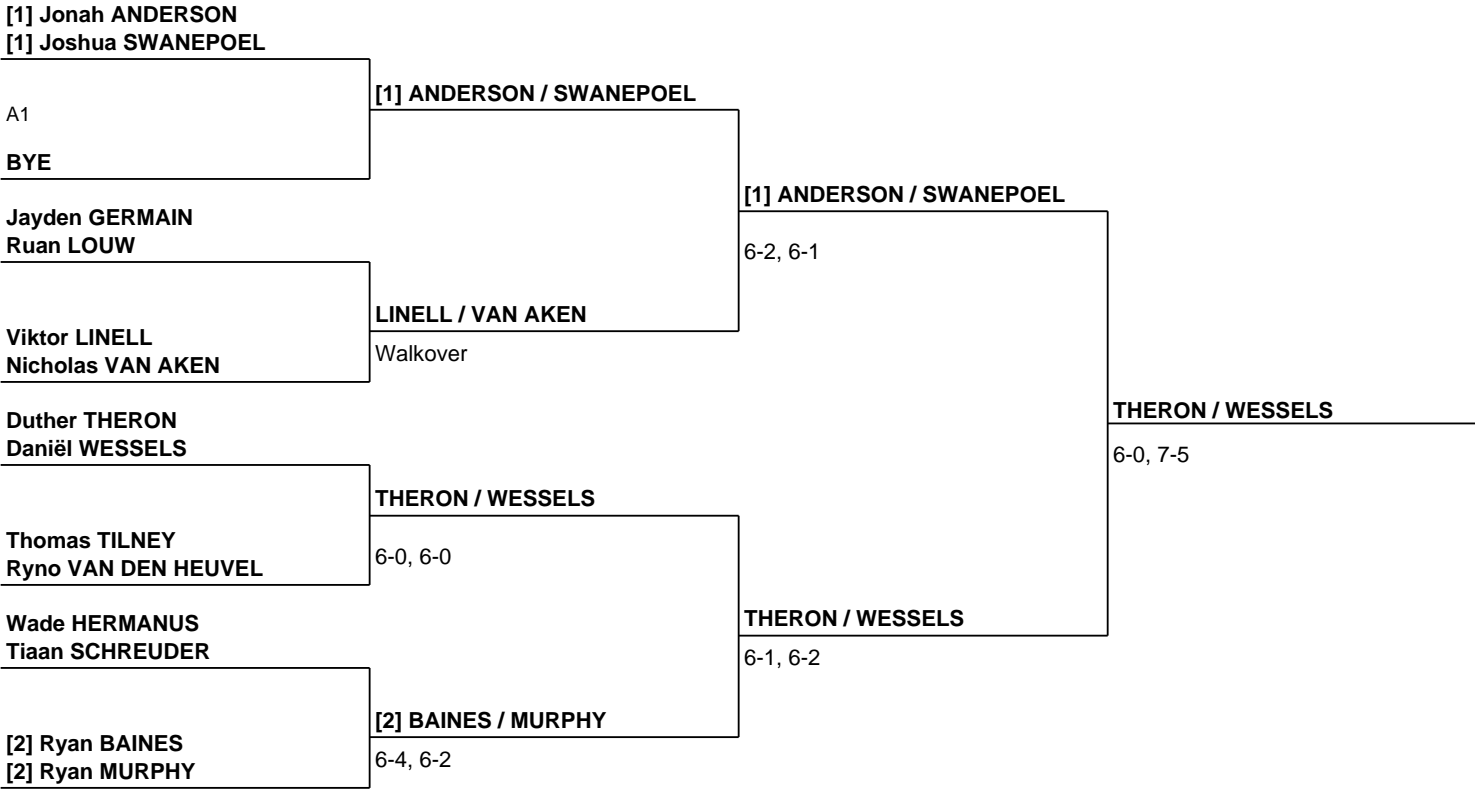 [1] Jonah ANDERSON
[1] Joshua SWANEPOEL
A1
BYE
[1] ANDERSON / SWANEPOEL
Jayden GERMAIN
Ruan LOUW
Viktor LINELL
Nicholas VAN AKEN
LINELL / VAN AKEN
Walkover
[1] ANDERSON / SWANEPOEL
6-2, 6-1
Duther THERON
Daniël WESSELS
Thomas TILNEY
Ryno VAN DEN HEUVEL
THERON / WESSELS
6-0, 6-0
Wade HERMANUS
Tiaan SCHREUDER
[2] Ryan BAINES
[2] Ryan MURPHY
[2] BAINES / MURPHY
6-4, 6-2
THERON / WESSELS
6-1, 6-2
THERON / WESSELS
6-0, 7-5